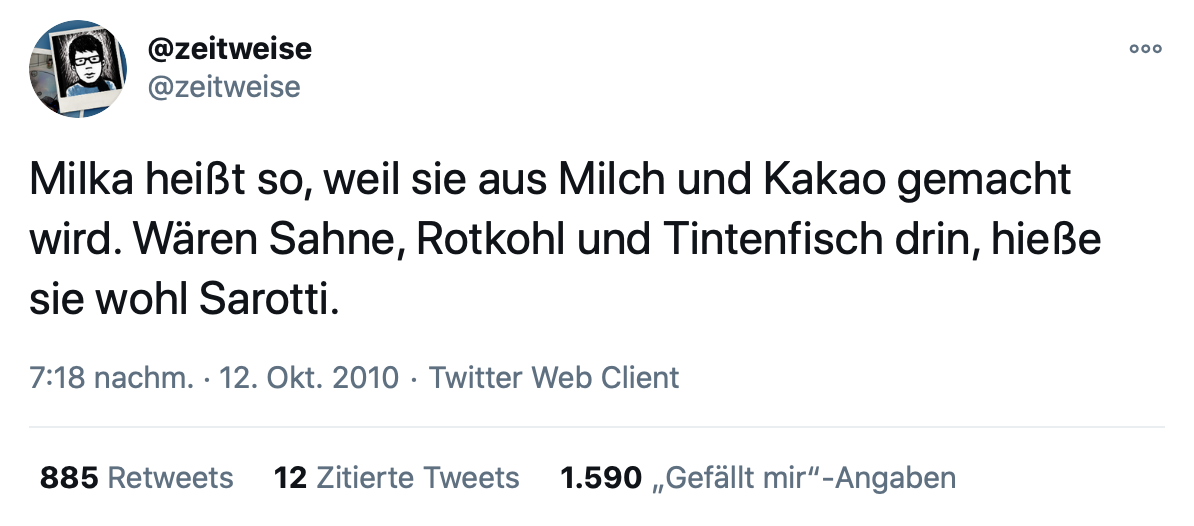 @zeitweise
@zeitweise
Milka heißt so, weil sie aus Milch und Kakao gemacht
wird. Wären Sahne, Rotkohl und Tintenfisch drin, hieße
sie wohl Sarotti.
7:18 nachm. · 12. Okt. 2010 · Twitter Web Client
885 Retweets 12 Zitierte Tweets 1.590 „Gefällt mir“-Angaben